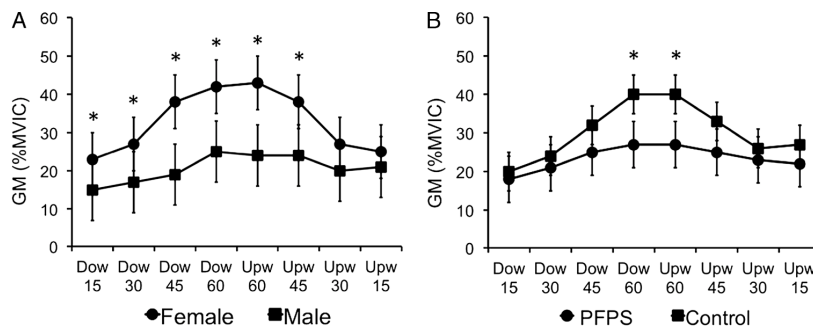 A
60
50
40
30
20
10
0
GM (%MVIC)
* * * * * *
Dow 15 Dow 30 Dow 45 Dow 60 Upw 60 Upw 45 Upw 30 Upw 15
Female Male
B
60
50
40
30
20
10
0
GM (%MVIC)
* *
Dow 15 Dow 30 Dow 45 Dow 60 Upw 60 Upw 45 Upw 30 Upw 15
PFPS Control